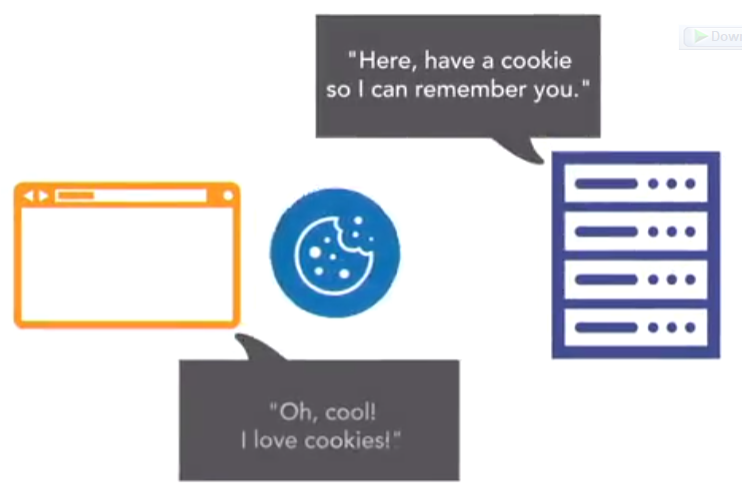 Down
"Here, have a cookie
so I can remember you."
"Oh, cool!
I love cookies!"